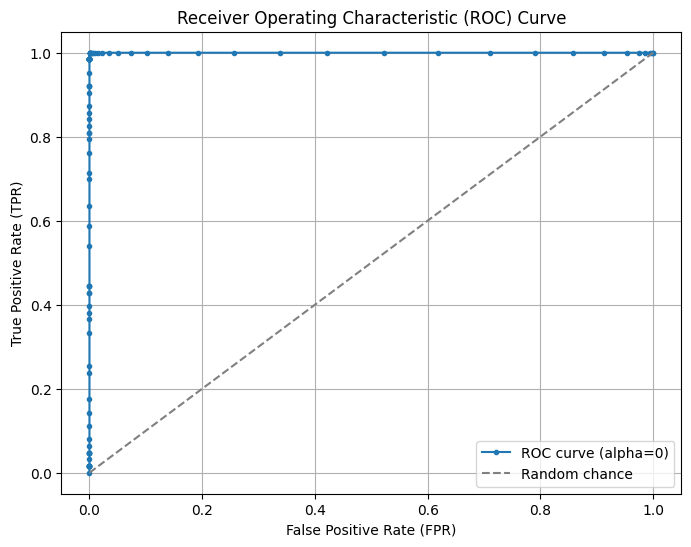 Receiver Operating Characteristic (ROC) Curve
1.0
0.8
0.6
0.4
0.2
0.0
True Positive Rate (TPR)
ROC curve (alpha=0)
Random chance
0.0 0.2 0.4 0.6 0.8 1.0
False Positive Rate (FPR)